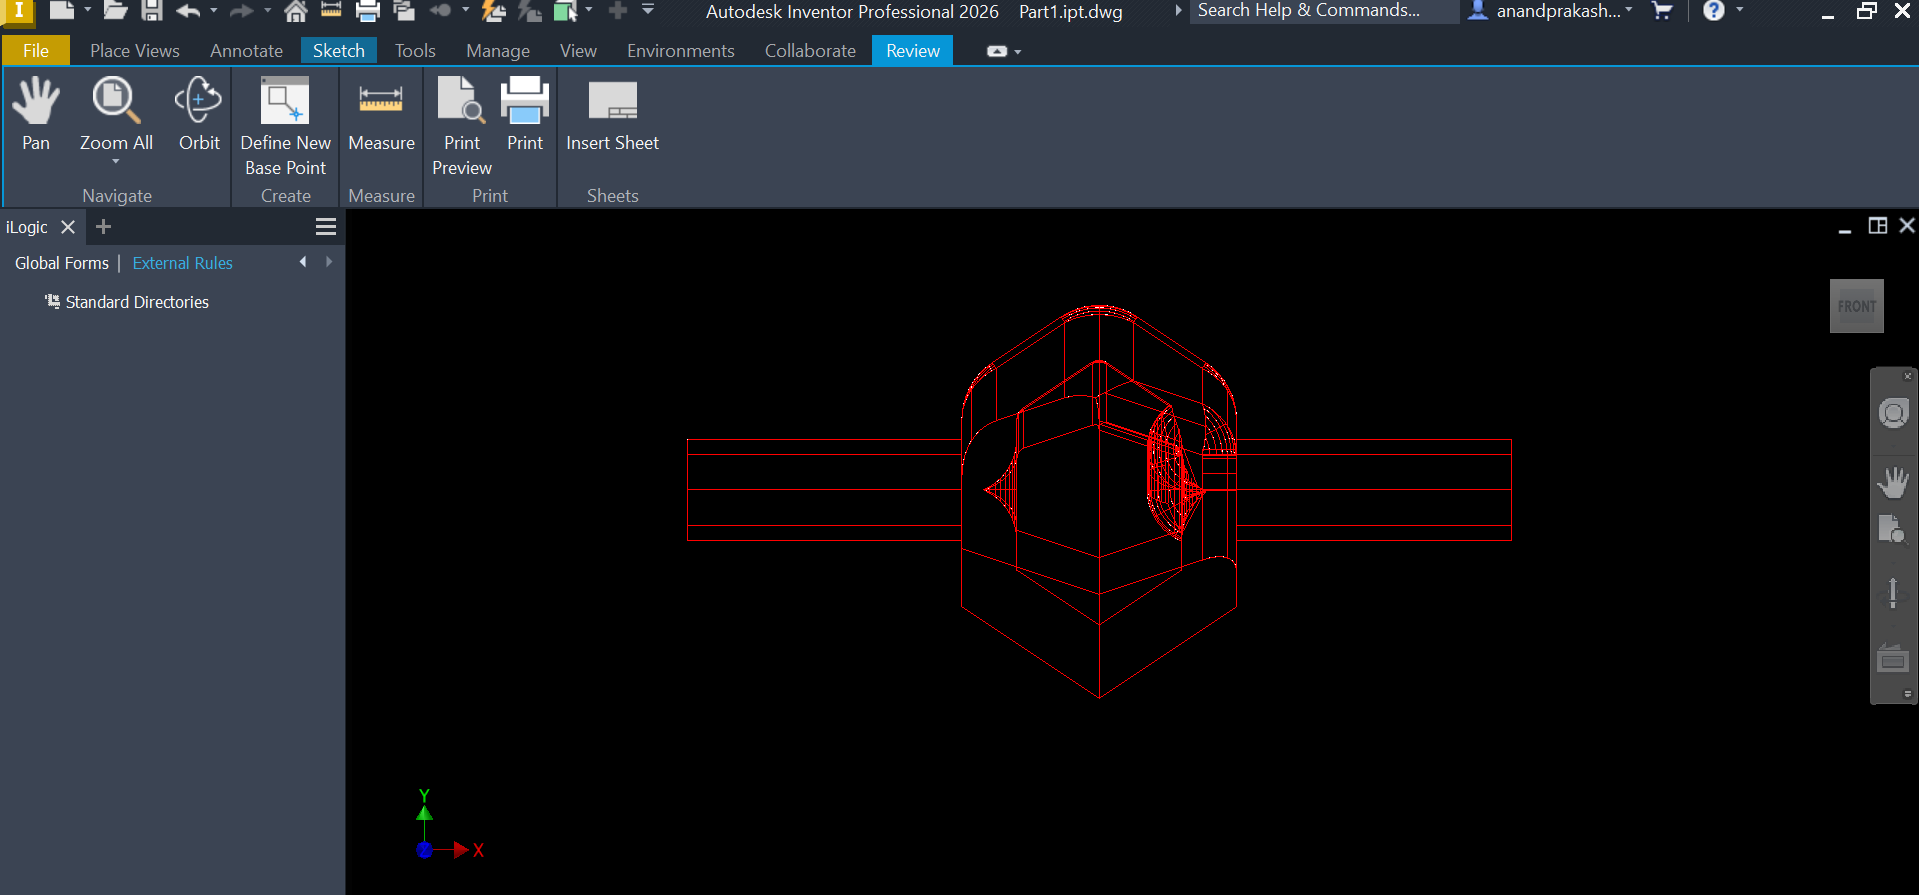 I
Autodesk Inventor Professional 2026 Part1.ipt.dwg
Search Help & Commands...
anandprakash...
?
File Place Views Annotate Sketch Tools Manage View Environments Collaborate Review
Pan
Zoom All
Orbit
Define New
Base Point
Measure
Print
Preview
Print
Insert Sheet
Navigate
Create
Measure
Print
Sheets
iLogic
Global Forms | External Rules
Standard Directories
FRONT
Y
X